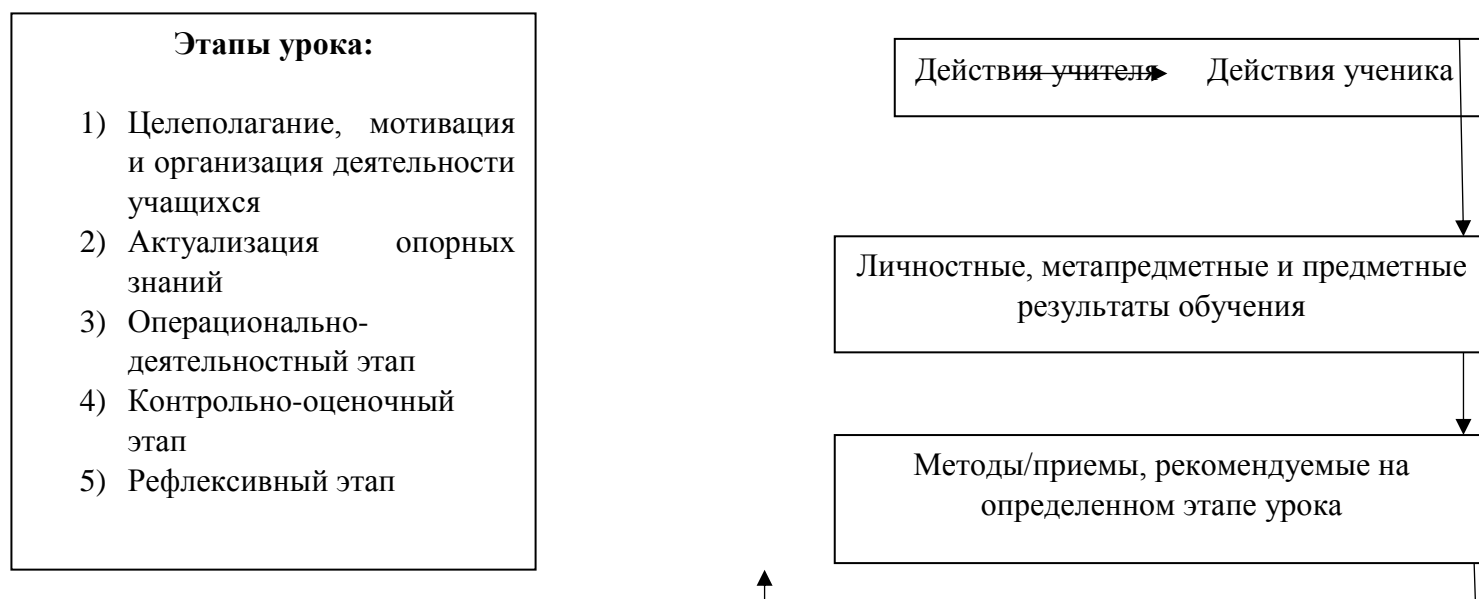 Этапы урока:
1) Целеполагание, мотивация
и организация деятельности
учащихся
2) Актуализация опорных
знаний
3) Операционально-
деятельностный этап
4) Контрольно-оценочный
этап
5) Рефлексивный этап
Действия учителя Действия ученика
Личностные, метапредметные и предметные
результаты обучения
Методы/приемы, рекомендуемые на
определенном этапе урока